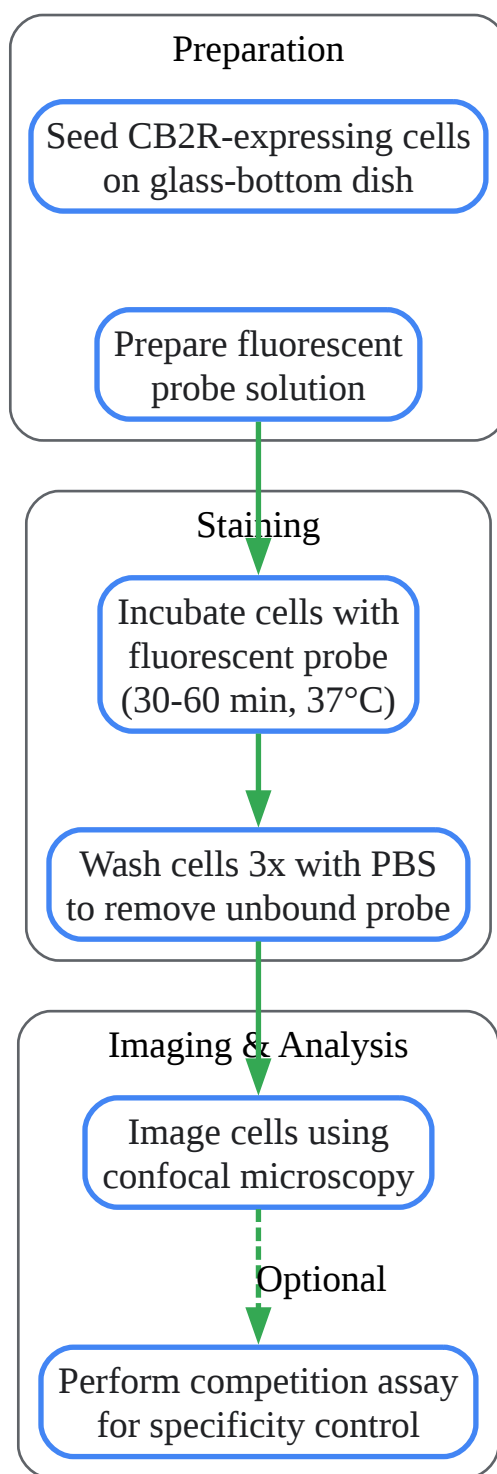 Preparation
Seed CB2R-expressing cells
on glass-bottom dish
Prepare fluorescent
probe solution
Staining
Incubate cells with
fluorescent probe
(30-60 min, 37°C)
Wash cells 3x with PBS
to remove unbound probe
Imaging & Analysis
Image cells using
confocal microscopy
Optional
Perform competition assay
for specificity control